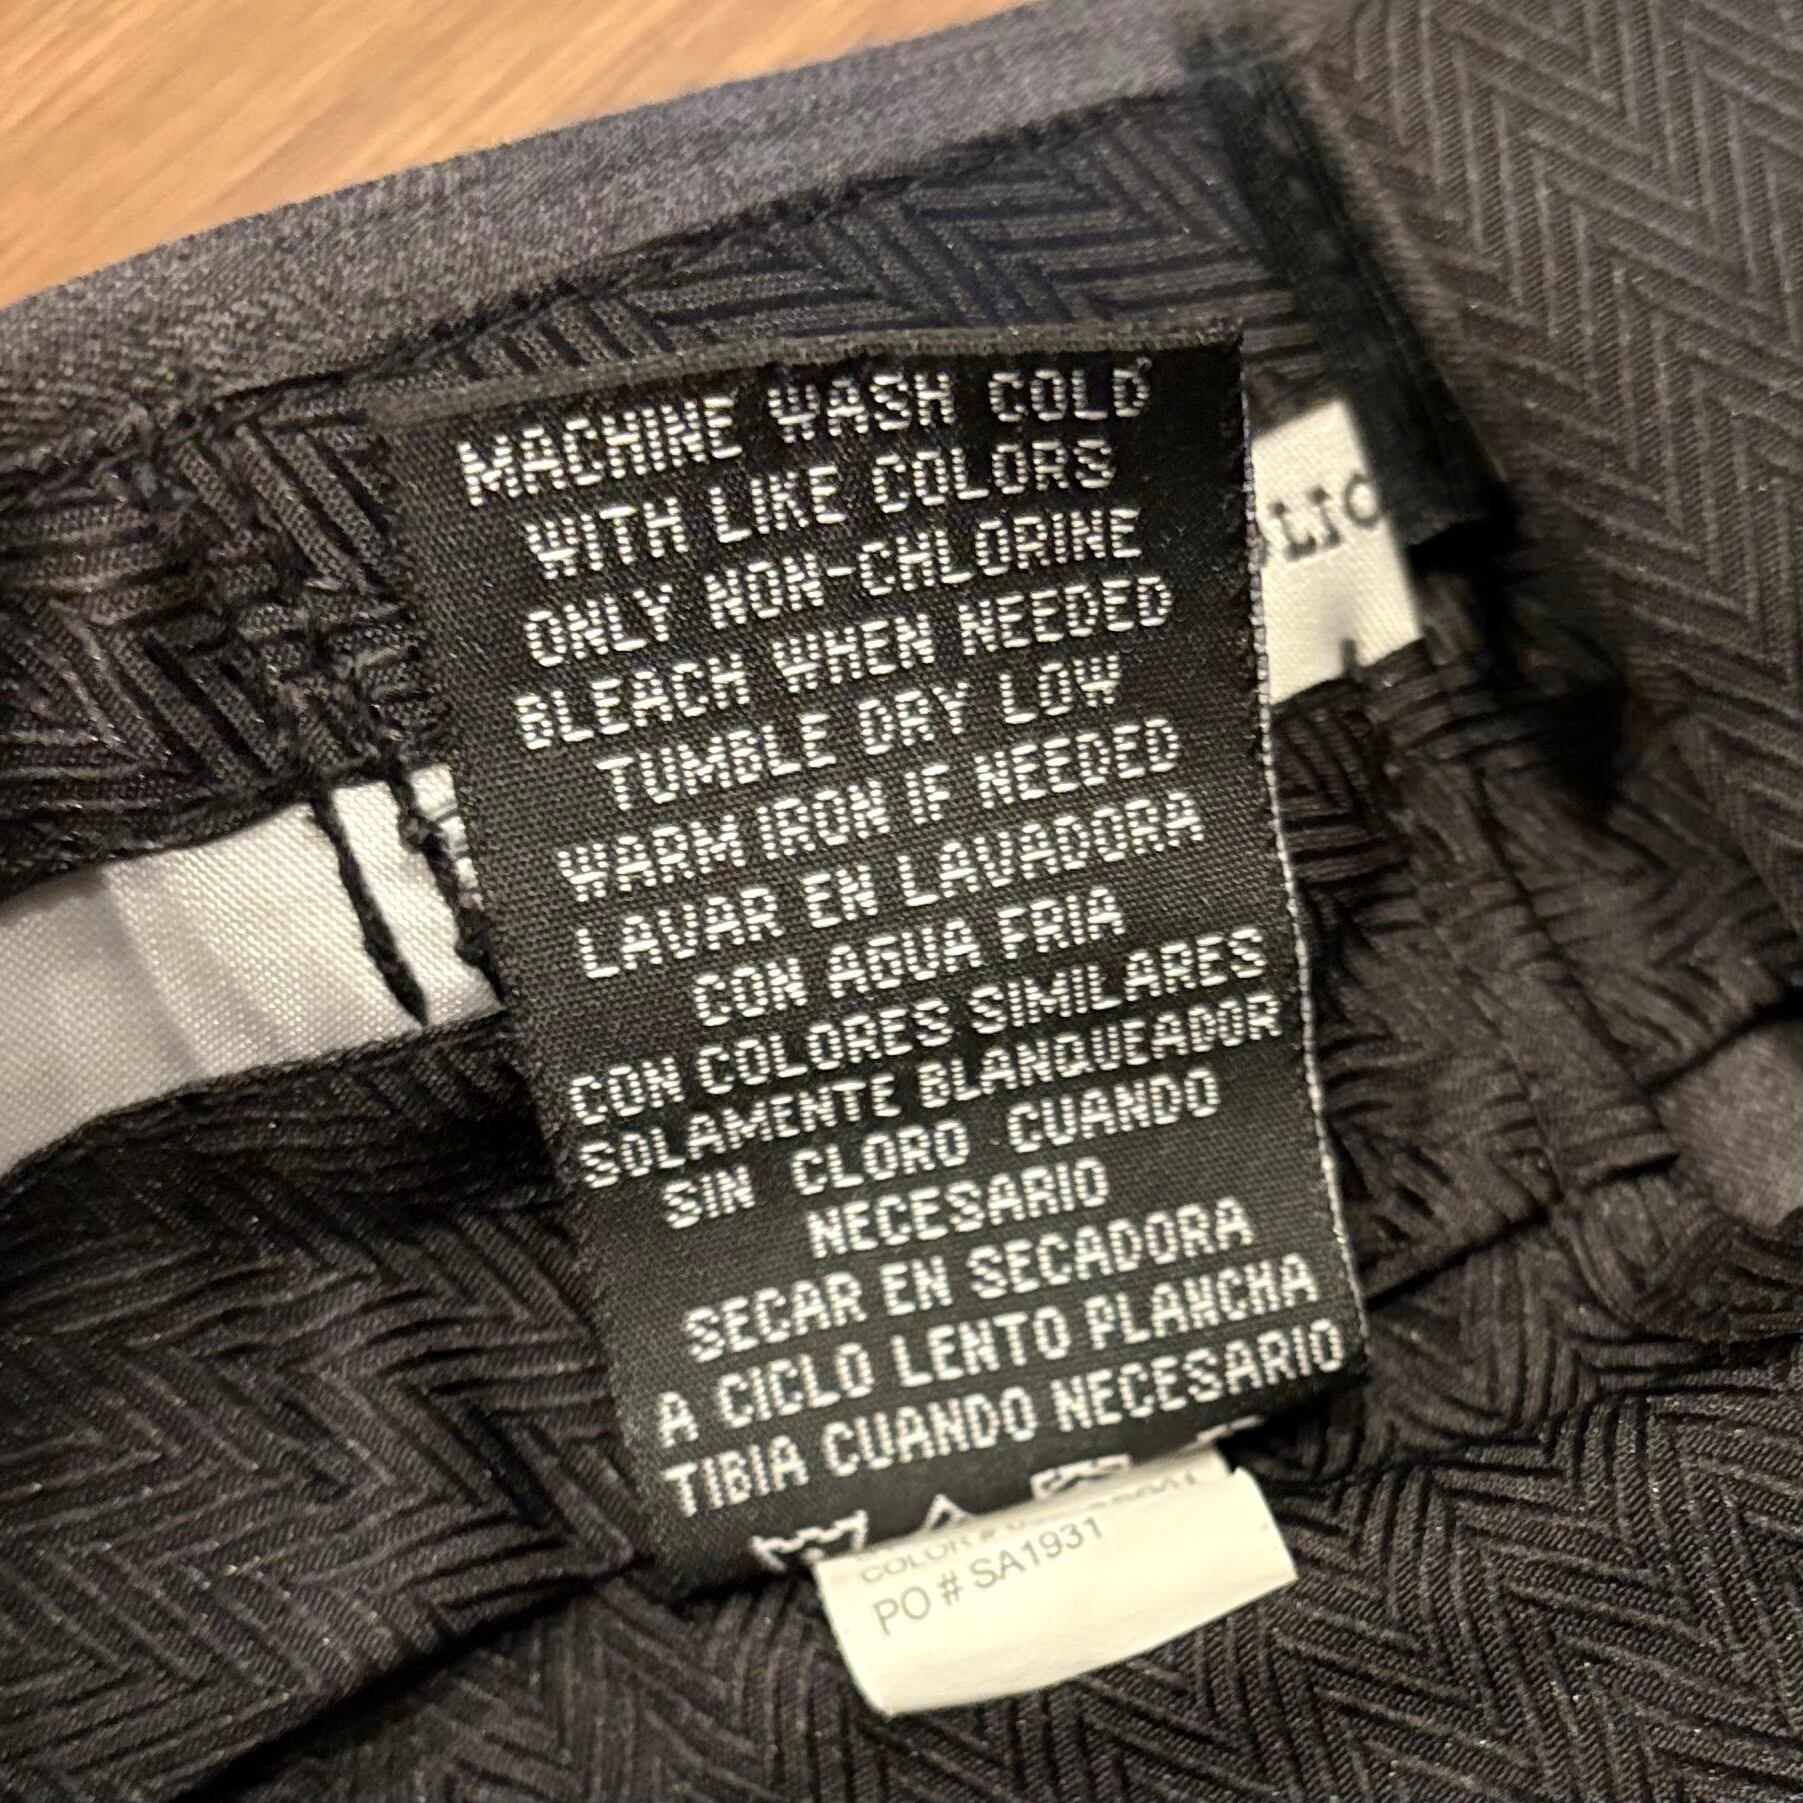 MACHINE WASH COLD
WITH LIKE COLORS
ONLY NON-CHLORINE
BLEACH WHEN NEEDED
TUMBLE DRY LOW
WARM IRON IF NEEDED
LAVAR EN LAVADORA
CON AGUA FRIA
CON COLORES SIMILARES
SOLAMENTE BLANQUEADOR
SIN CLORO CUANDO
NECESARIO
SECAR EN SECADORA
A CICLO LENTO PLANCHA
TIBIA CUANDO NECESARIO
COLOR #
PO # SA1931